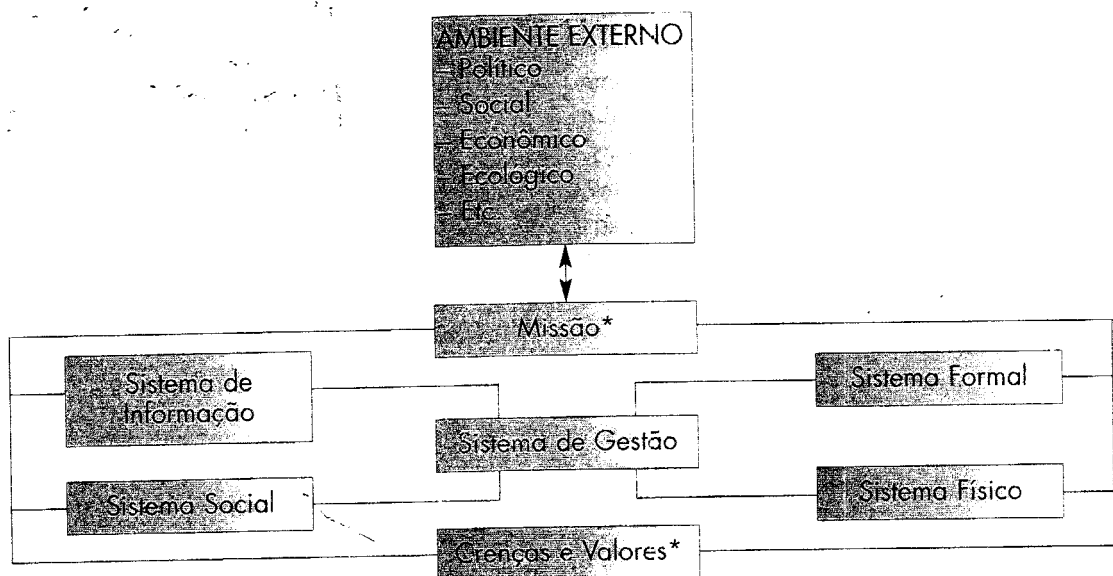 AMBIENTE EXTERNO
– Político
– Social
– Econômico
– Ecológico
– Etc
Missão*
Sistema de
Informação
Sistema Formal
Sistema de Gestão
Sistema Social
Sistema Físico
Crenças e Valores*